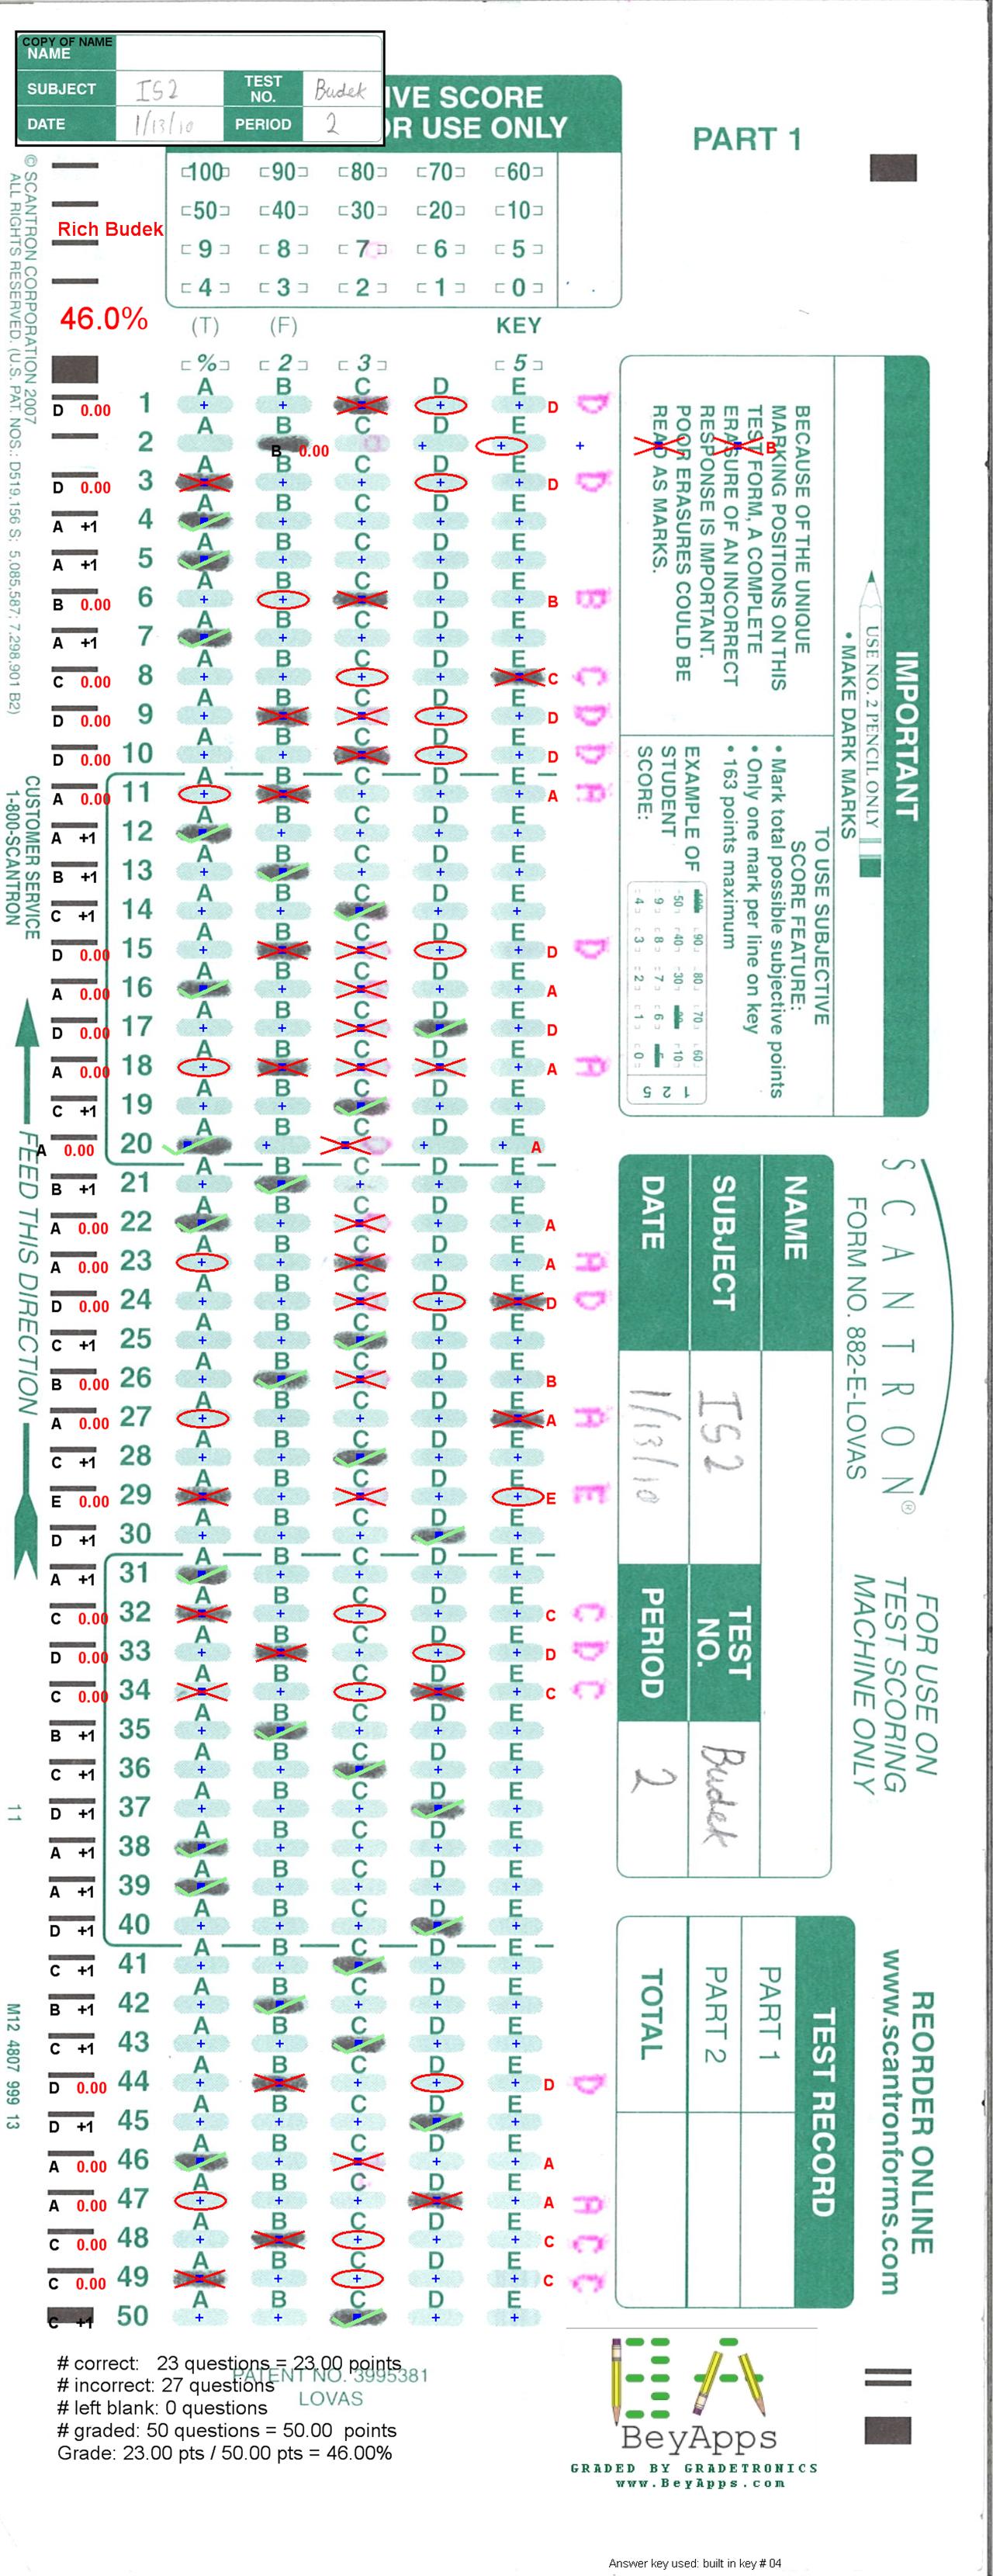 COPY OF NAME
NAME
SUBJECT IS2 TEST NO. Budek
DATE 1/13/10 PERIOD 2
IVE SCORE
OR USE ONLY
PART 1
100 90 80 70 60
50 40 30 20 10
9 8 7 6 5
4 3 2 1 0
Rich Budek
46.0%
(T) (F) KEY
% 2 3 5
A B C D E
D 0.00 1 D D
A B C D E
2 B 0.00
A B C D E
D 0.00 3 D D
A B C D E
A +1 4
A B C D E
A +1 5
A B C D E
B 0.00 6 B B
A B C D E
A +1 7
A B C D E
C 0.00 8 C C
A B C D E
D 0.00 9 D D
A B C D E
D 0.00 10 D D
A B C D E
A 0.00 11 A A
A B C D E
A +1 12
A B C D E
B +1 13
A B C D E
C +1 14
A B C D E
D 0.00 15 D D
A B C D E
A 0.00 16 A
A B C D E
D 0.00 17 D
A B C D E
A 0.00 18 A A
A B C D E
C +1 19
A B C D E
A 0.00 20 A
A B C D E
B +1 21
A B C D E
A 0.00 22 A
A B C D E
A 0.00 23 A A
A B C D E
D 0.00 24 D D
A B C D E
C +1 25
A B C D E
B 0.00 26 B
A B C D E
A 0.00 27 A A
A B C D E
C +1 28
A B C D E
E 0.00 29 E E
A B C D E
D +1 30
A B C D E
A +1 31
A B C D E
C 0.00 32 C C
A B C D E
D 0.00 33 D D
A B C D E
C 0.00 34 C C
A B C D E
B +1 35
A B C D E
C +1 36
A B C D E
D +1 37
A B C D E
A +1 38
A B C D E
A +1 39
A B C D E
D +1 40
A B C D E
C +1 41
A B C D E
B +1 42
A B C D E
C +1 43
A B C D E
D 0.00 44 D D
A B C D E
D +1 45
A B C D E
A 0.00 46 A
A B C D E
A 0.00 47 A A
A B C D E
C 0.00 48 C C
A B C D E
C 0.00 49 C C
A B C D E
C +1 50
# correct: 23 questions = 23.00 points
# incorrect: 27 questions
# left blank: 0 questions
# graded: 50 questions = 50.00 points
Grade: 23.00 pts / 50.00 pts = 46.00%
PATENT NO. 3995381
LOVAS
© SCANTRON CORPORATION 2007
ALL RIGHTS RESERVED. (U.S. PAT. NOS.: D519,156 S; 5,085,587; 7,298,901 B2)
CUSTOMER SERVICE
1-800-SCANTRON
FEED THIS DIRECTION
11
M12 4807 999 13
IMPORTANT
USE NO. 2 PENCIL ONLY
• MAKE DARK MARKS
BECAUSE OF THE UNIQUE
MARKING POSITIONS ON THIS
TEST FORM, A COMPLETE
ERASURE OF AN INCORRECT
RESPONSE IS IMPORTANT.
POOR ERASURES COULD BE
READ AS MARKS.
B
TO USE SUBJECTIVE
SCORE FEATURE:
• Mark total possible subjective points
• Only one mark per line on key
• 163 points maximum
EXAMPLE OF
STUDENT
SCORE:
100 90 80 70 60
50 40 30 20 10
9 8 7 6 5
4 3 2 1 0
1 2 5
SCANTRON®
FORM NO. 882-E-LOVAS
FOR USE ON
TEST SCORING
MACHINE ONLY
NAME
SUBJECT IS2 TEST NO. Budek
DATE 1/13/10 PERIOD 2
REORDER ONLINE
www.scantronforms.com
TEST RECORD
PART 1
PART 2
TOTAL
BeyApps
GRADED BY GRADETRONICS
www.BeyApps.com
Answer key used: built in key # 04